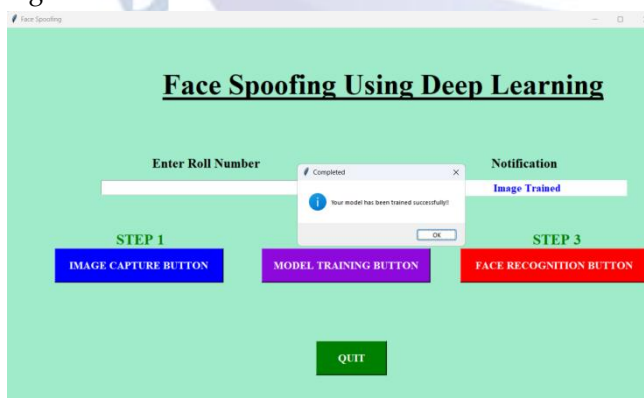 Face Spoofing
Face Spoofing Using Deep Learning
Enter Roll Number
Notification
Completed
Your model has been trained successfully!!
OK
Image Trained
STEP 1
STEP 3
IMAGE CAPTURE BUTTON
MODEL TRAINING BUTTON
FACE RECOGNITION BUTTON
QUIT